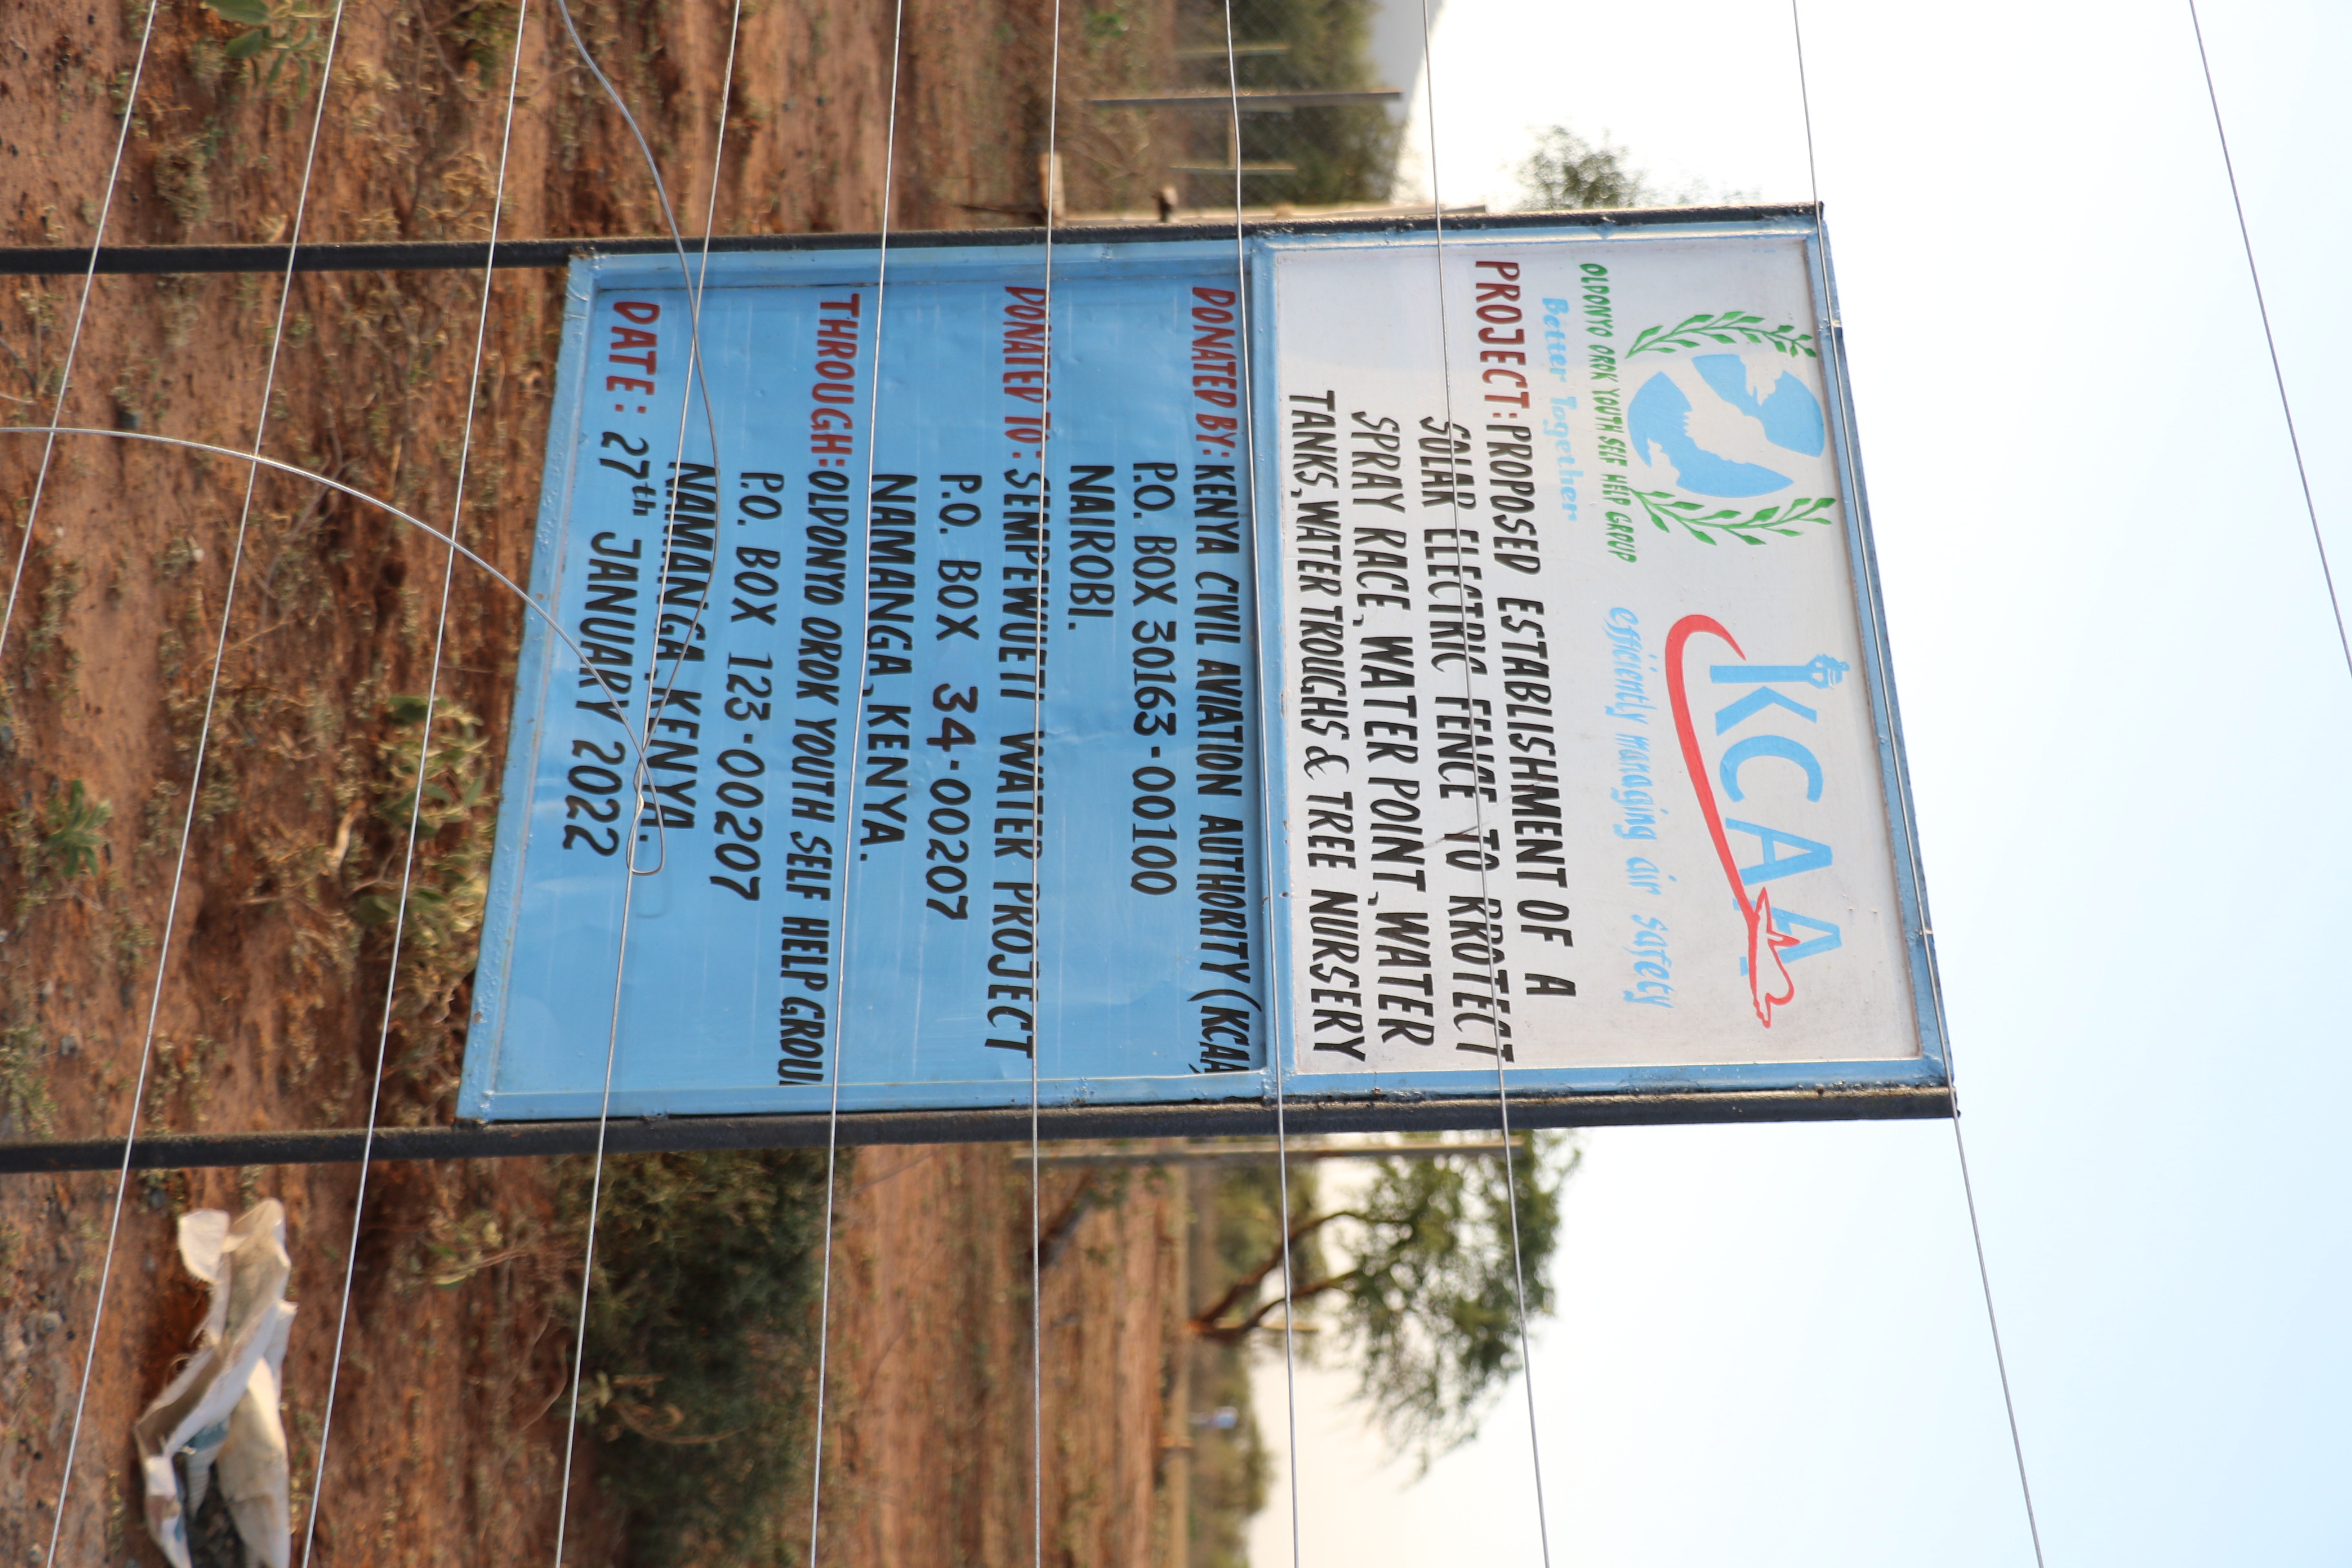 KCAA
efficiently managing air safety
OLDONYO OROK YOUTH SELF HELP GROUP
Better Together
PROJECT: PROPOSED ESTABLISHMENT OF A
SOLAR ELECTRIC FENCE TO RROTECT
SPRAY RACE, WATER POINT, WATER
TANKS, WATER TROUGHS & TREE NURSERY
DONATED BY: KENYA CIVIL AVIATION AUTHORITY (KCAA)
P.O. BOX 30163-00100
NAIROBI.
DONATED TO: SEMPEWUETI WATER PROJECT
P.O. BOX 34-00207
NAMANGA, KENYA.
THROUGH: OLDONYO OROK YOUTH SELF HELP GROU
P.O. BOX 123-00207
NAMANGA, KENYA.
DATE: 27th JANUARY 2022